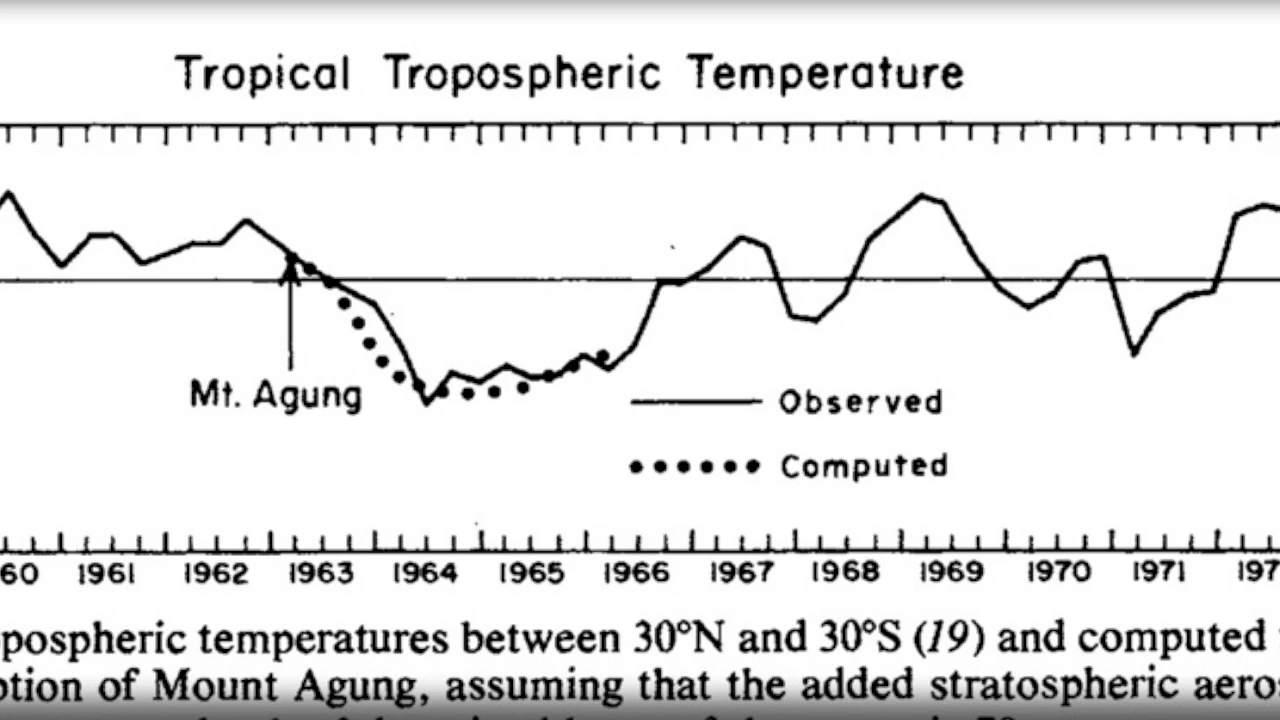 Tropical Tropospheric Temperature
Mt. Agung
Observed
Computed
60 1961 1962 1963 1964 1965 1966 1967 1968 1969 1970 1971 197
pospheric temperatures between 30°N and 30°S (19) and computed
ption of Mount Agung, assuming that the added stratospheric aero